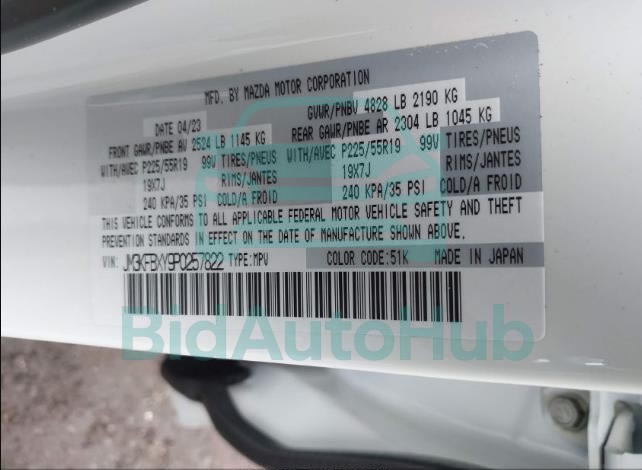 MFD. BY MAZDA MOTOR CORPORATION
DATE 04/23 GVWR/PNBV 4828 LB 2190 KG
FRONT GAWR/PNBE AV 2524 LB 1145 KG REAR GAWR/PNBE AR 2304 LB 1045 KG
WITH/AVEC P225/55R19 99V TIRES/PNEUS WITH/AVEC P225/55R19 99V TIRES/PNEUS
19X7J RIMS/JANTES 19X7J RIMS/JANTES
240 KPA/35 PSI COLD/A FROID 240 KPA/35 PSI COLD/A FROID
THIS VEHICLE CONFORMS TO ALL APPLICABLE FEDERAL MOTOR VEHICLE SAFETY AND THEFT
PREVENTION STANDARDS IN EFFECT ON THE DATE OF MANUFACTURE SHOWN ABOVE.
VIN: JM3KFBXY9P0257822 TYPE:MPV COLOR CODE:51K MADE IN JAPAN
BidAutoHub